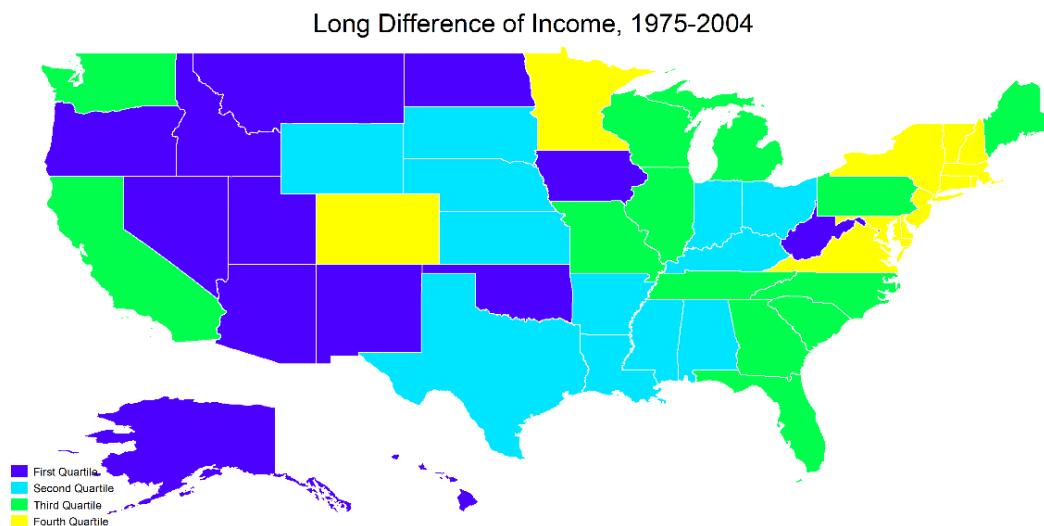 Long Difference of Income, 1975-2004
First Quartile
Second Quartile
Third Quartile
Fourth Quartile